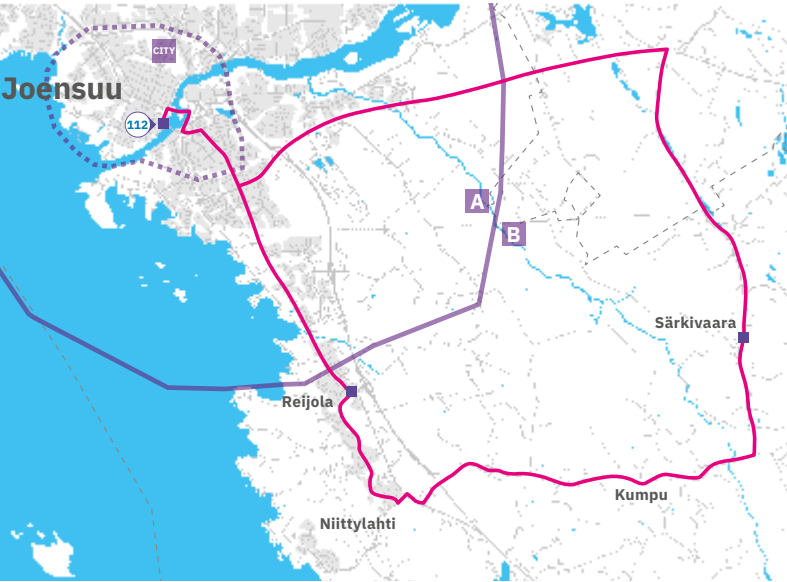 CITY
Joensuu
112
A
B
Särkivaara
Reijola
Kumpu
Niittylahti